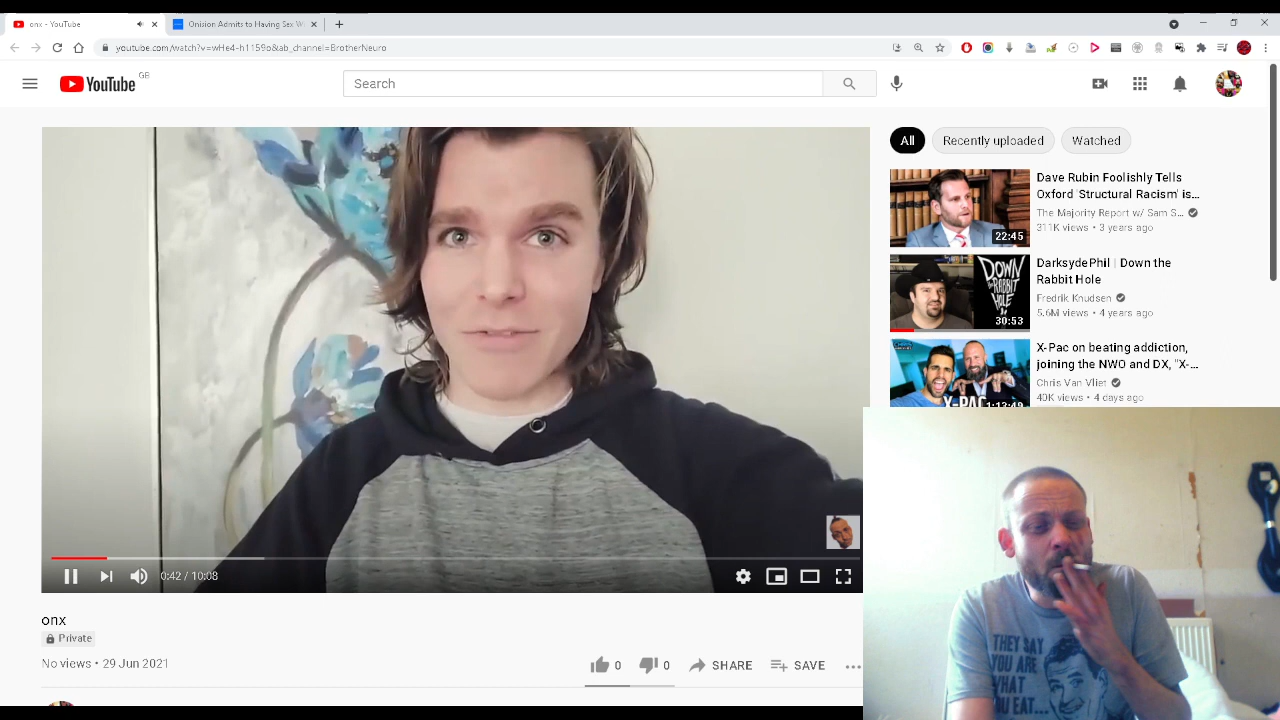 onx - YouTube
Onision Admits to Having Sex W
youtube.com/watch?v=wHe4-h1159o&ab_channel=BrotherNeuro
YouTube GB
Search
All
Recently uploaded
Watched
22:45
Dave Rubin Foolishly Tells
Oxford 'Structural Racism' is...
The Majority Report w/ Sam S...
211K views • 3 years ago
DOWN
THE RABBIT
HOLE
30:53
DarksydePhil | Down the
Rabbit Hole
Fredrik Knudsen
5.6M views • 4 years ago
X-PAC
1:13:49
X-Pac on beating addiction,
joining the NWO and DX, "X-...
Chris Van Vliet
40K views • 4 days ago
0:42 / 10:08
onx
Private
No views • 29 Jun 2021
0
0
SHARE
SAVE
THEY SAY
YOU ARE
WHAT
YOU EAT...